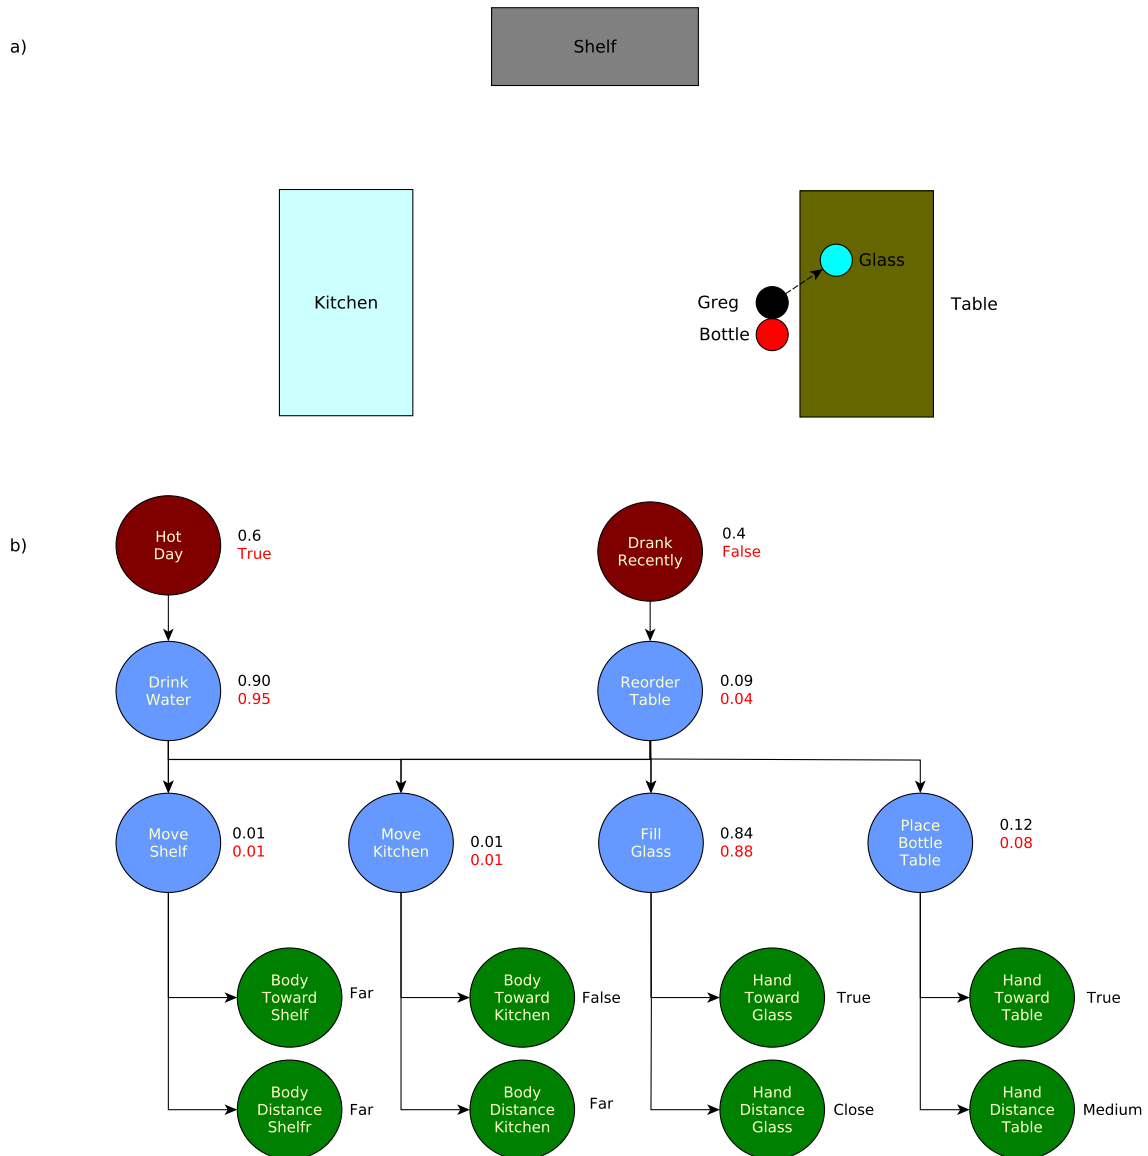 a)
Shelf
Kitchen
Glass
Greg
Table
Bottle
b)
Hot
Day
0.6
True
Drank
Recently
0.4
False
Drink
Water
0.90
0.95
Reorder
Table
0.09
0.04
Move
Shelf
0.01
0.01
Move
Kitchen
0.01
0.01
Fill
Glass
0.84
0.88
Place
Bottle
Table
0.12
0.08
Body
Toward
Shelf
Far
Body
Toward
Kitchen
False
Hand
Toward
Glass
True
Hand
Toward
Table
True
Body
Distance
Shelfr
Far
Body
Distance
Kitchen
Far
Hand
Distance
Glass
Close
Hand
Distance
Table
Medium